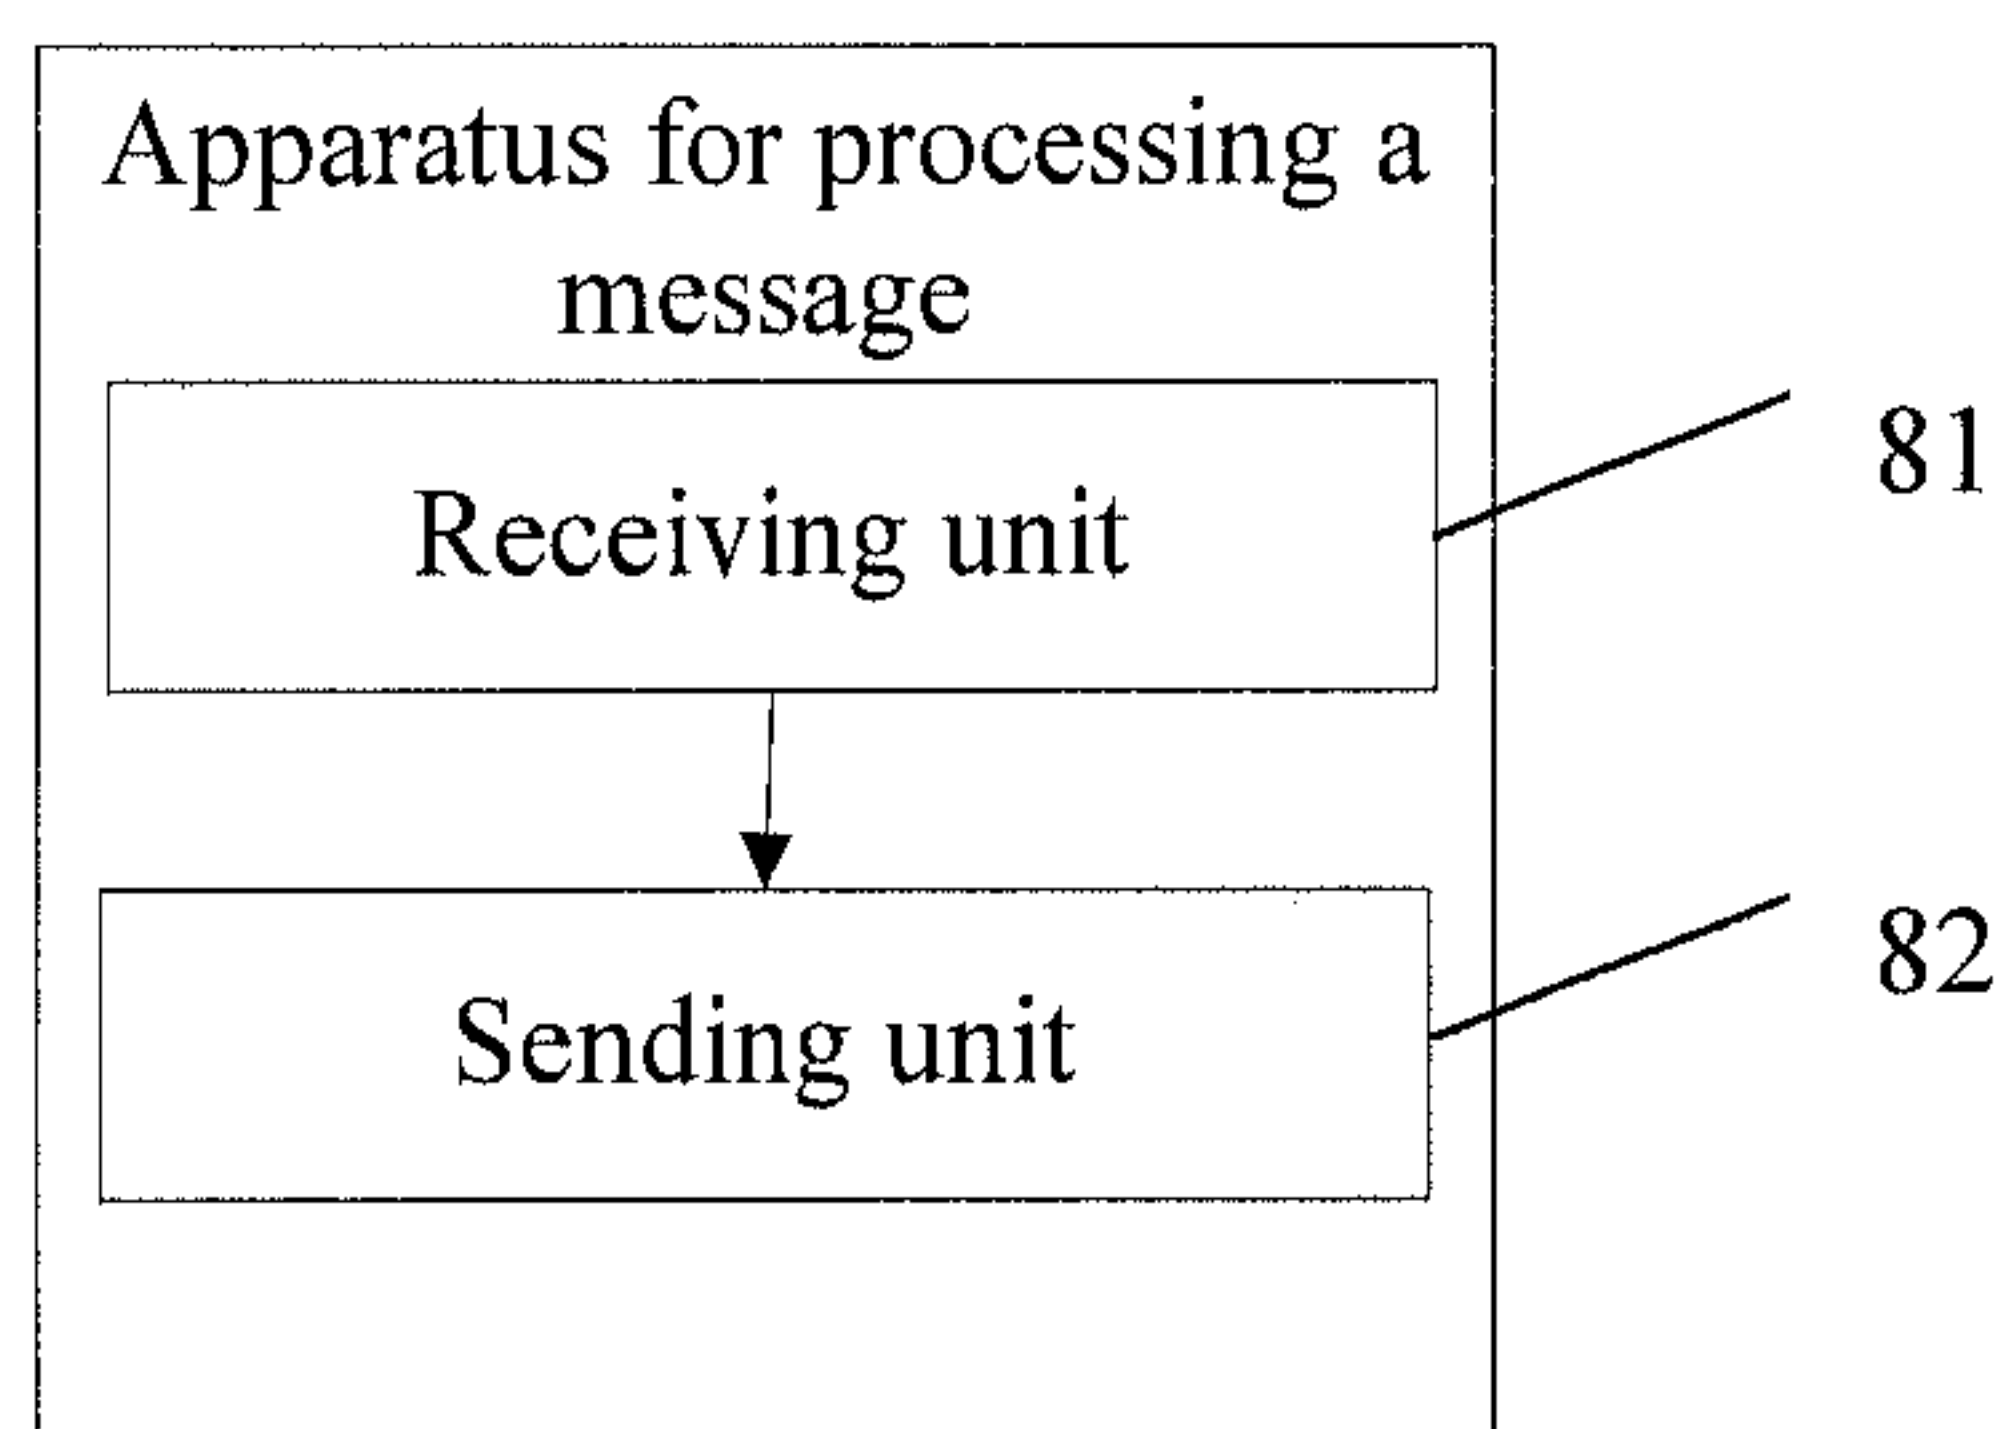 Apparatus for processing a
message
Receiving unit
81
Sending unit
82